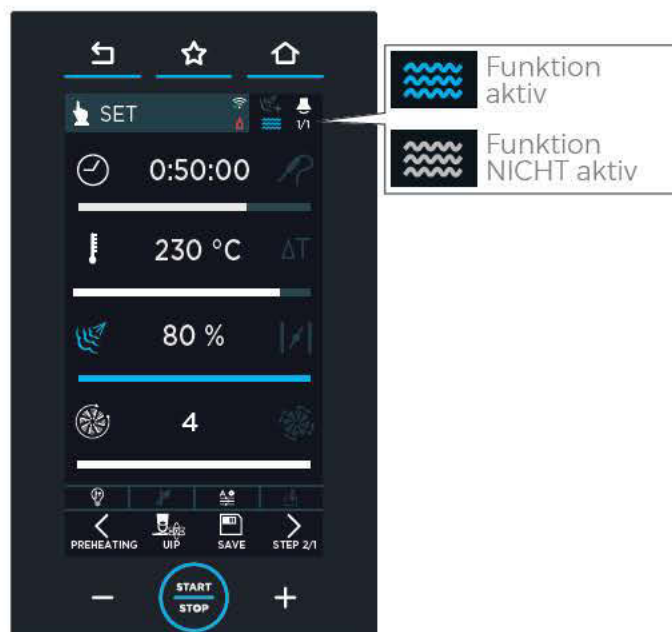 SET
1/1
0:50:00
230 °C
ΔT
80 %
4
PREHEATING
UIP
SAVE
STEP 2/1
START
STOP
Funktion
aktiv
Funktion
NICHT aktiv